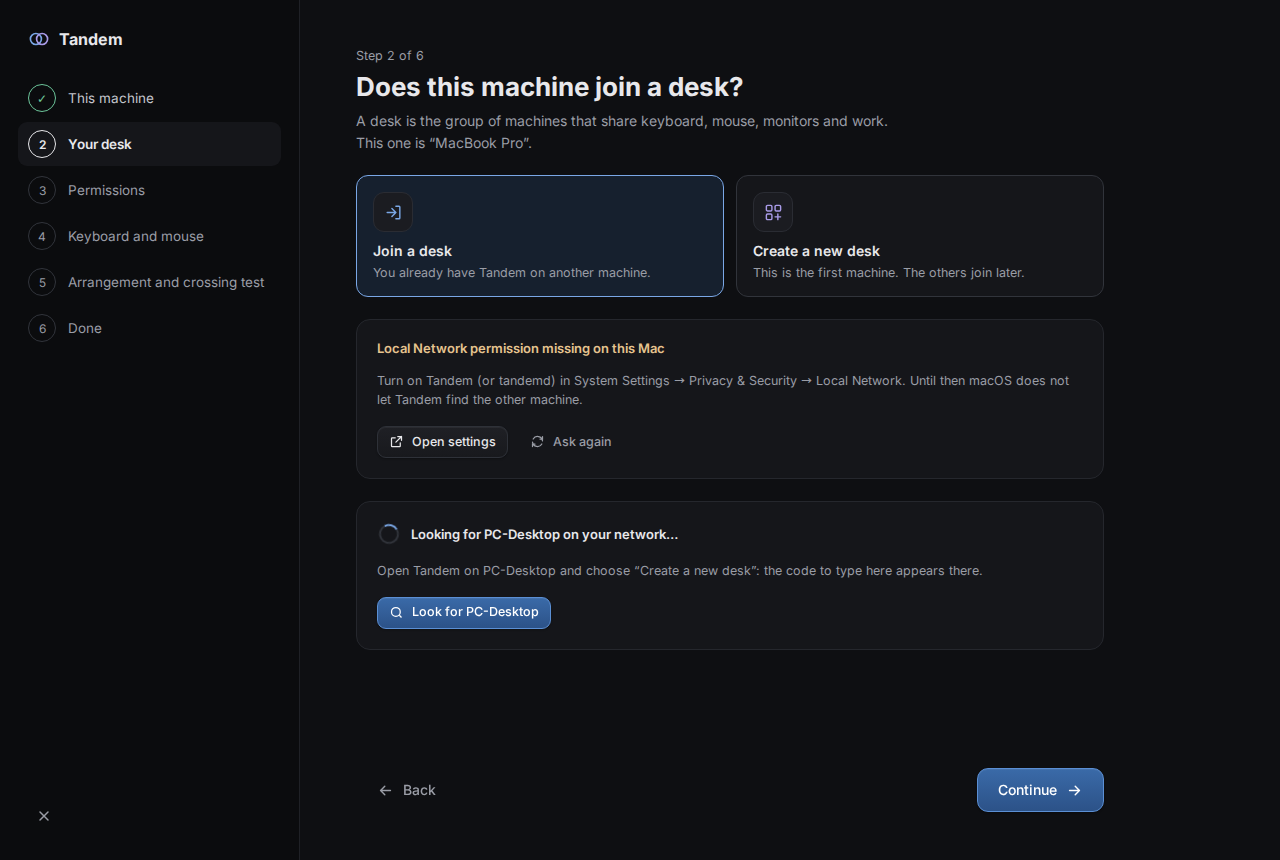 Tandem
✓ This machine
2 Your desk
3 Permissions
4 Keyboard and mouse
5 Arrangement and crossing test
6 Done
Step 2 of 6
Does this machine join a desk?
A desk is the group of machines that share keyboard, mouse, monitors and work.
This one is “MacBook Pro”.
Join a desk
You already have Tandem on another machine.
Create a new desk
This is the first machine. The others join later.
Local Network permission missing on this Mac
Turn on Tandem (or tandemd) in System Settings → Privacy & Security → Local Network. Until then macOS does not
let Tandem find the other machine.
Open settings
Ask again
Looking for PC-Desktop on your network…
Open Tandem on PC-Desktop and choose “Create a new desk”: the code to type here appears there.
Look for PC-Desktop
← Back
Continue →